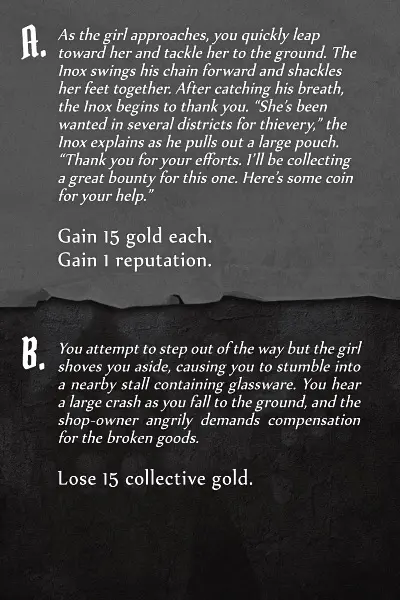 A. As the girl approaches, you quickly leap
toward her and tackle her to the ground. The
Inox swings his chain forward and shackles
her feet together. After catching his breath,
the Inox begins to thank you. “She’s been
wanted in several districts for thievery,” the
Inox explains as he pulls out a large pouch.
“Thank you for your efforts. I’ll be collecting
a great bounty for this one. Here’s some coin
for your help.”
Gain 15 gold each.
Gain 1 reputation.
B. You attempt to step out of the way but the girl
shoves you aside, causing you to stumble into
a nearby stall containing glassware. You hear
a large crash as you fall to the ground, and the
shop-owner angrily demands compensation
for the broken goods.
Lose 15 collective gold.